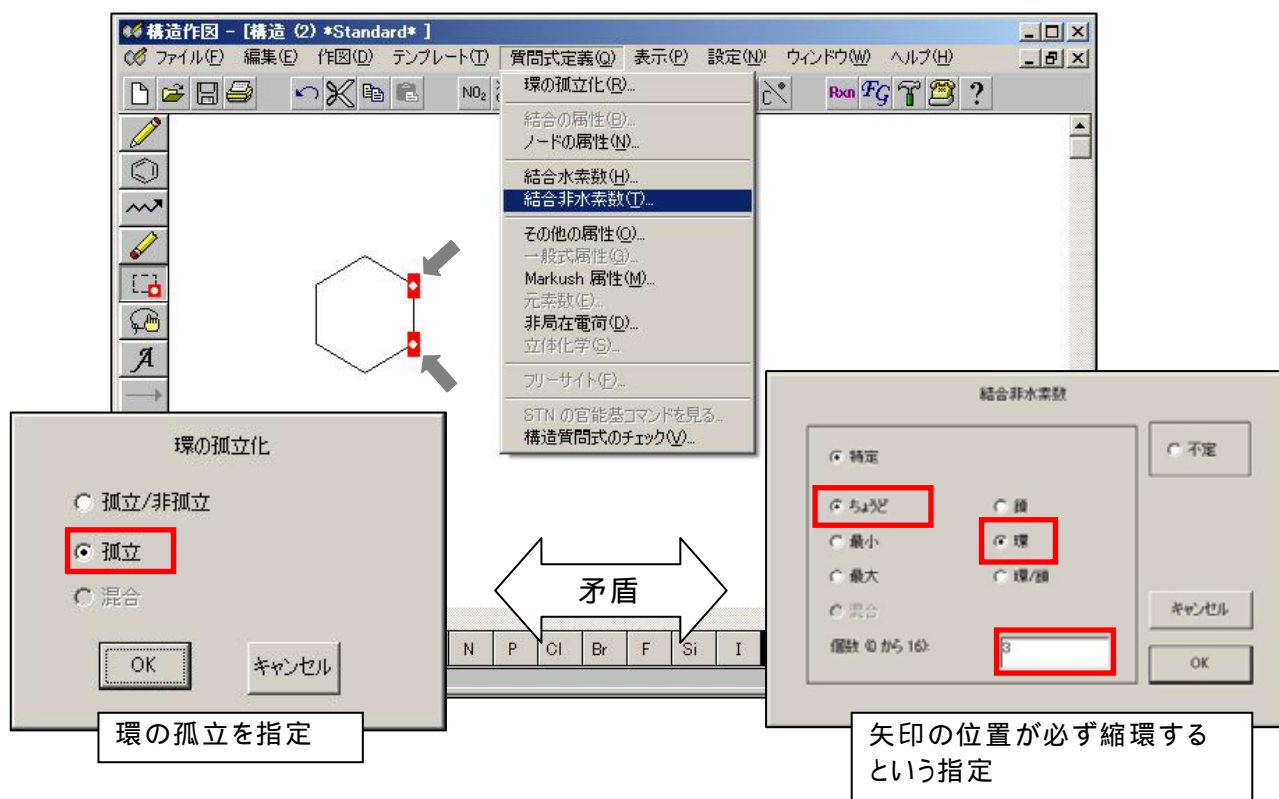 構造作図 - [構造 (2) *Standard* ]
ファイル(F) 編集(E) 作図(D) テンプレート(T) 質問式定義(Q) 表示(P) 設定(N)! ウィンドウ(W) ヘルプ(H)
NO₂ Rxn FG ?
環の孤立化(R)...
結合の属性(B)...
ノードの属性(N)...
結合水素数(H)...
結合非水素数(T)...
その他の属性(O)...
一般式属性(G)...
Markush 属性(M)...
元素数(E)...
非局在電荷(D)...
立体化学(S)...
フリーサイト(F)...
STN の官能基コマンドを見る...
構造質問式のチェック(V)...
A
環の孤立化
孤立/非孤立
孤立
混合
OK キャンセル
環の孤立を指定
矛盾
N P Cl Br F Si I
結合非水素数
特定 不定
ちょうど 鎖
最小 環
最大 環/鎖
混合 キャンセル
個数 (0 から 16): 3
OK
矢印の位置が必ず縮環する
という指定